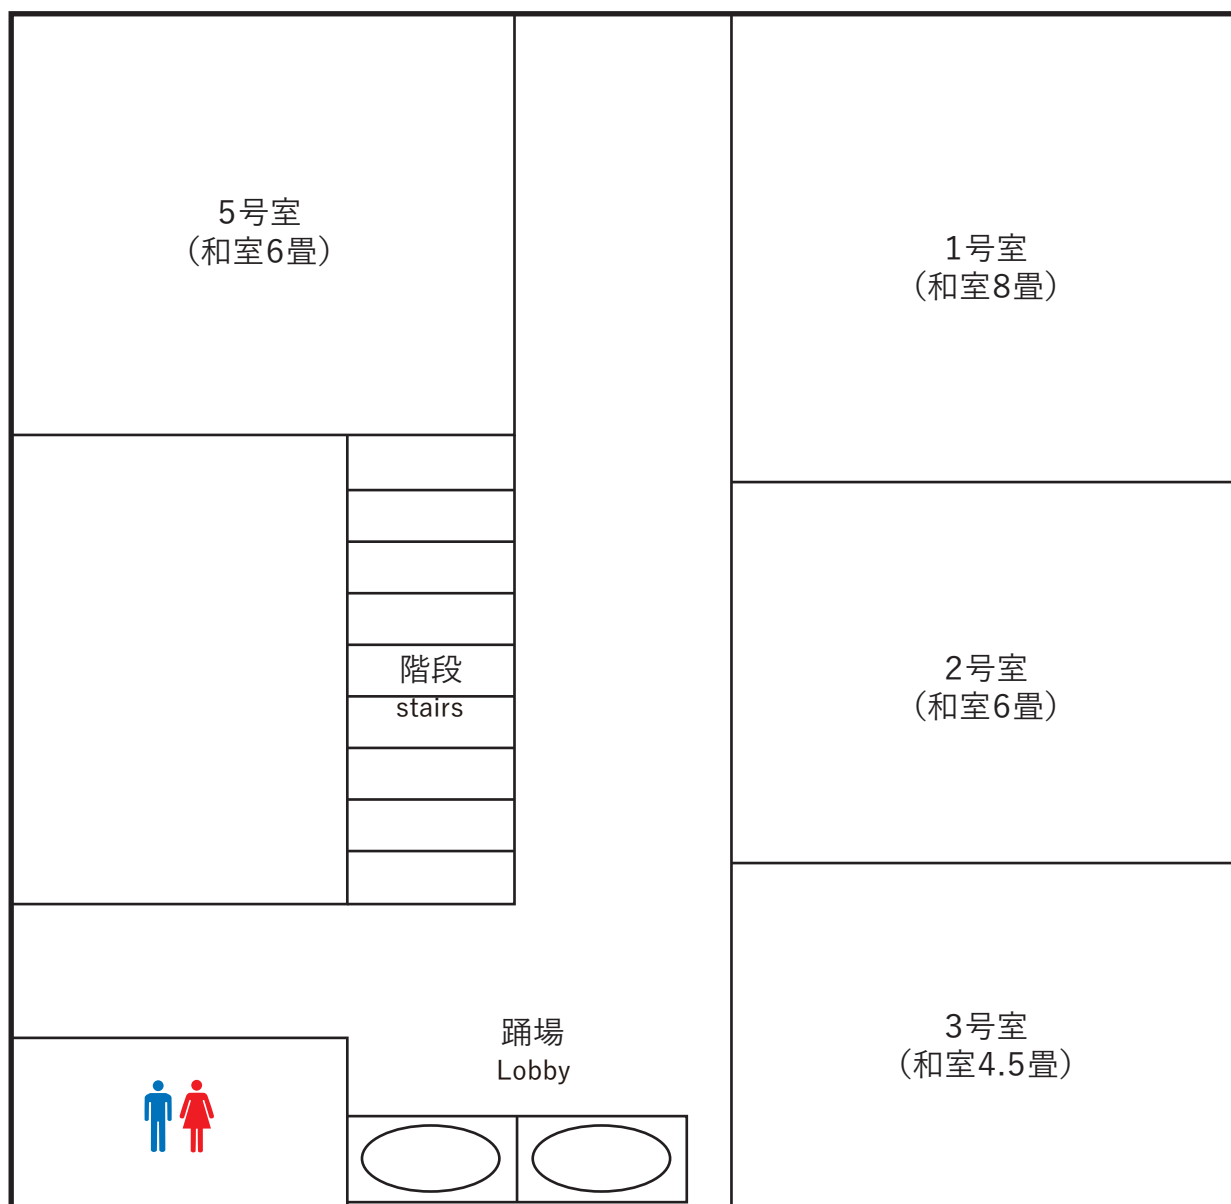 5号室
（和室6畳）
1号室
（和室8畳）
階段
stairs
2号室
（和室6畳）
踊場
Lobby
3号室
（和室4.5畳）